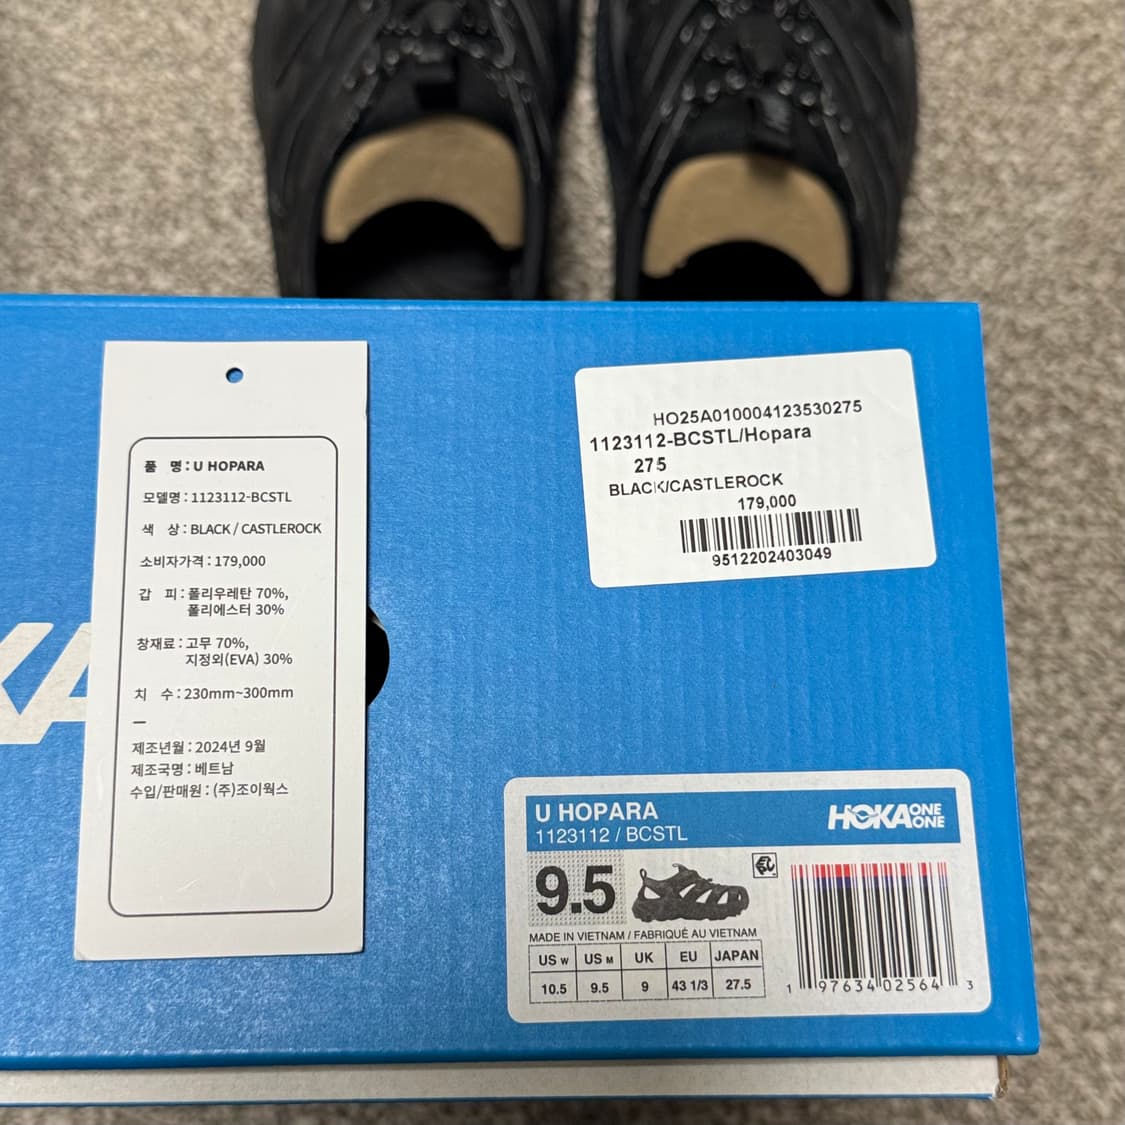 HO25A010004123530275
1123112-BCSTL/Hopara
275
BLACK/CASTLEROCK
179,000
9512202403049
품 명 : U HOPARA
모델명 : 1123112-BCSTL
색 상 : BLACK / CASTLEROCK
소비자가격 : 179,000
갑 피 : 폴리우레탄 70%,
폴리에스터 30%
창재료 : 고무 70%,
지정외(EVA) 30%
치 수 : 230mm~300mm
제조년월 : 2024년 9월
제조국명 : 베트남
수입/판매원 : (주)조이웍스
KA
U HOPARA
1123112 / BCSTL
HOKA ONE ONE
9.5
MADE IN VIETNAM / FABRIQUÉ AU VIETNAM
US W US M UK EU JAPAN
10.5 9.5 9 43 1/3 27.5
1 97634 02564 3